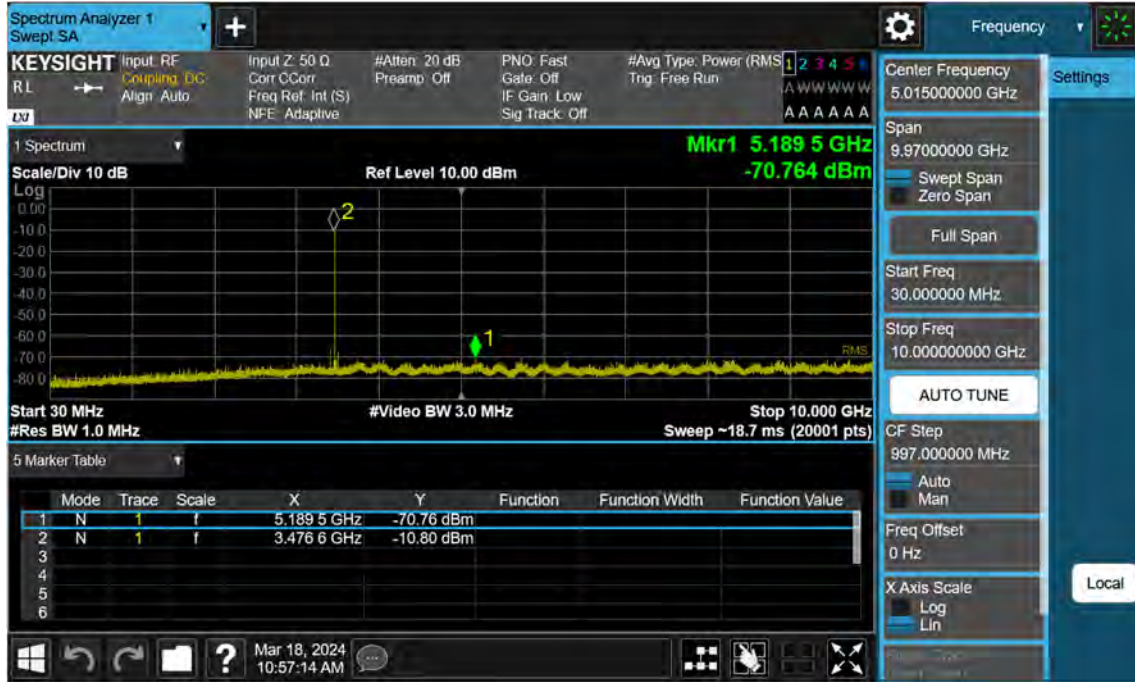 Spectrum Analyzer 1
Swept SA
+
Frequency
KEYSIGHT
RL
LXI
Input: RF
Coupling: DC
Align: Auto
Input Z: 50 Ω
Corr CCorr
Freq Ref: Int (S)
NFE: Adaptive
#Atten: 20 dB
Preamp: Off
PNO: Fast
Gate: Off
IF Gain: Low
Sig Track: Off
#Avg Type: Power (RMS
Trig: Free Run
1 2 3 4 5 6
A W W W W W
A A A A A A
Center Frequency
5.015000000 GHz
Settings
1 Spectrum
Scale/Div 10 dB
Ref Level 10.00 dBm
Mkr1 5.189 5 GHz
-70.764 dBm
Span
9.97000000 GHz
Swept Span
Zero Span
Full Span
Start Freq
30.000000 MHz
Stop Freq
10.000000000 GHz
AUTO TUNE
CF Step
997.000000 MHz
Auto
Man
Freq Offset
0 Hz
X Axis Scale
Log
Lin
Local
Log
0.00
-10.0
-20.0
-30.0
-40.0
-50.0
-60.0
-70.0
-80.0
2
1
RMS
Start 30 MHz
#Video BW 3.0 MHz
Stop 10.000 GHz
#Res BW 1.0 MHz
Sweep ~18.7 ms (20001 pts)
5 Marker Table
Mode Trace Scale X Y Function Function Width Function Value
1 N 1 f 5.189 5 GHz -70.76 dBm
2 N 1 f 3.476 6 GHz -10.80 dBm
3
4
5
6
?
Mar 18, 2024
10:57:14 AM